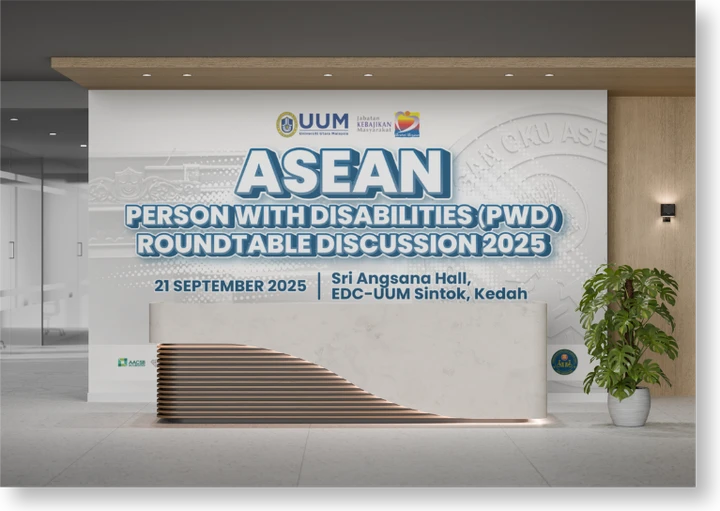 UUM
Universiti Utara Malaysia
Jabatan
KEBAJIKAN
Masyarakat
ASEAN
PERSON WITH DISABILITIES (PWD)
ROUNDTABLE DISCUSSION 2025
21 SEPTEMBER 2025
Sri Angsana Hall,
EDC-UUM Sintok, Kedah
AACSB